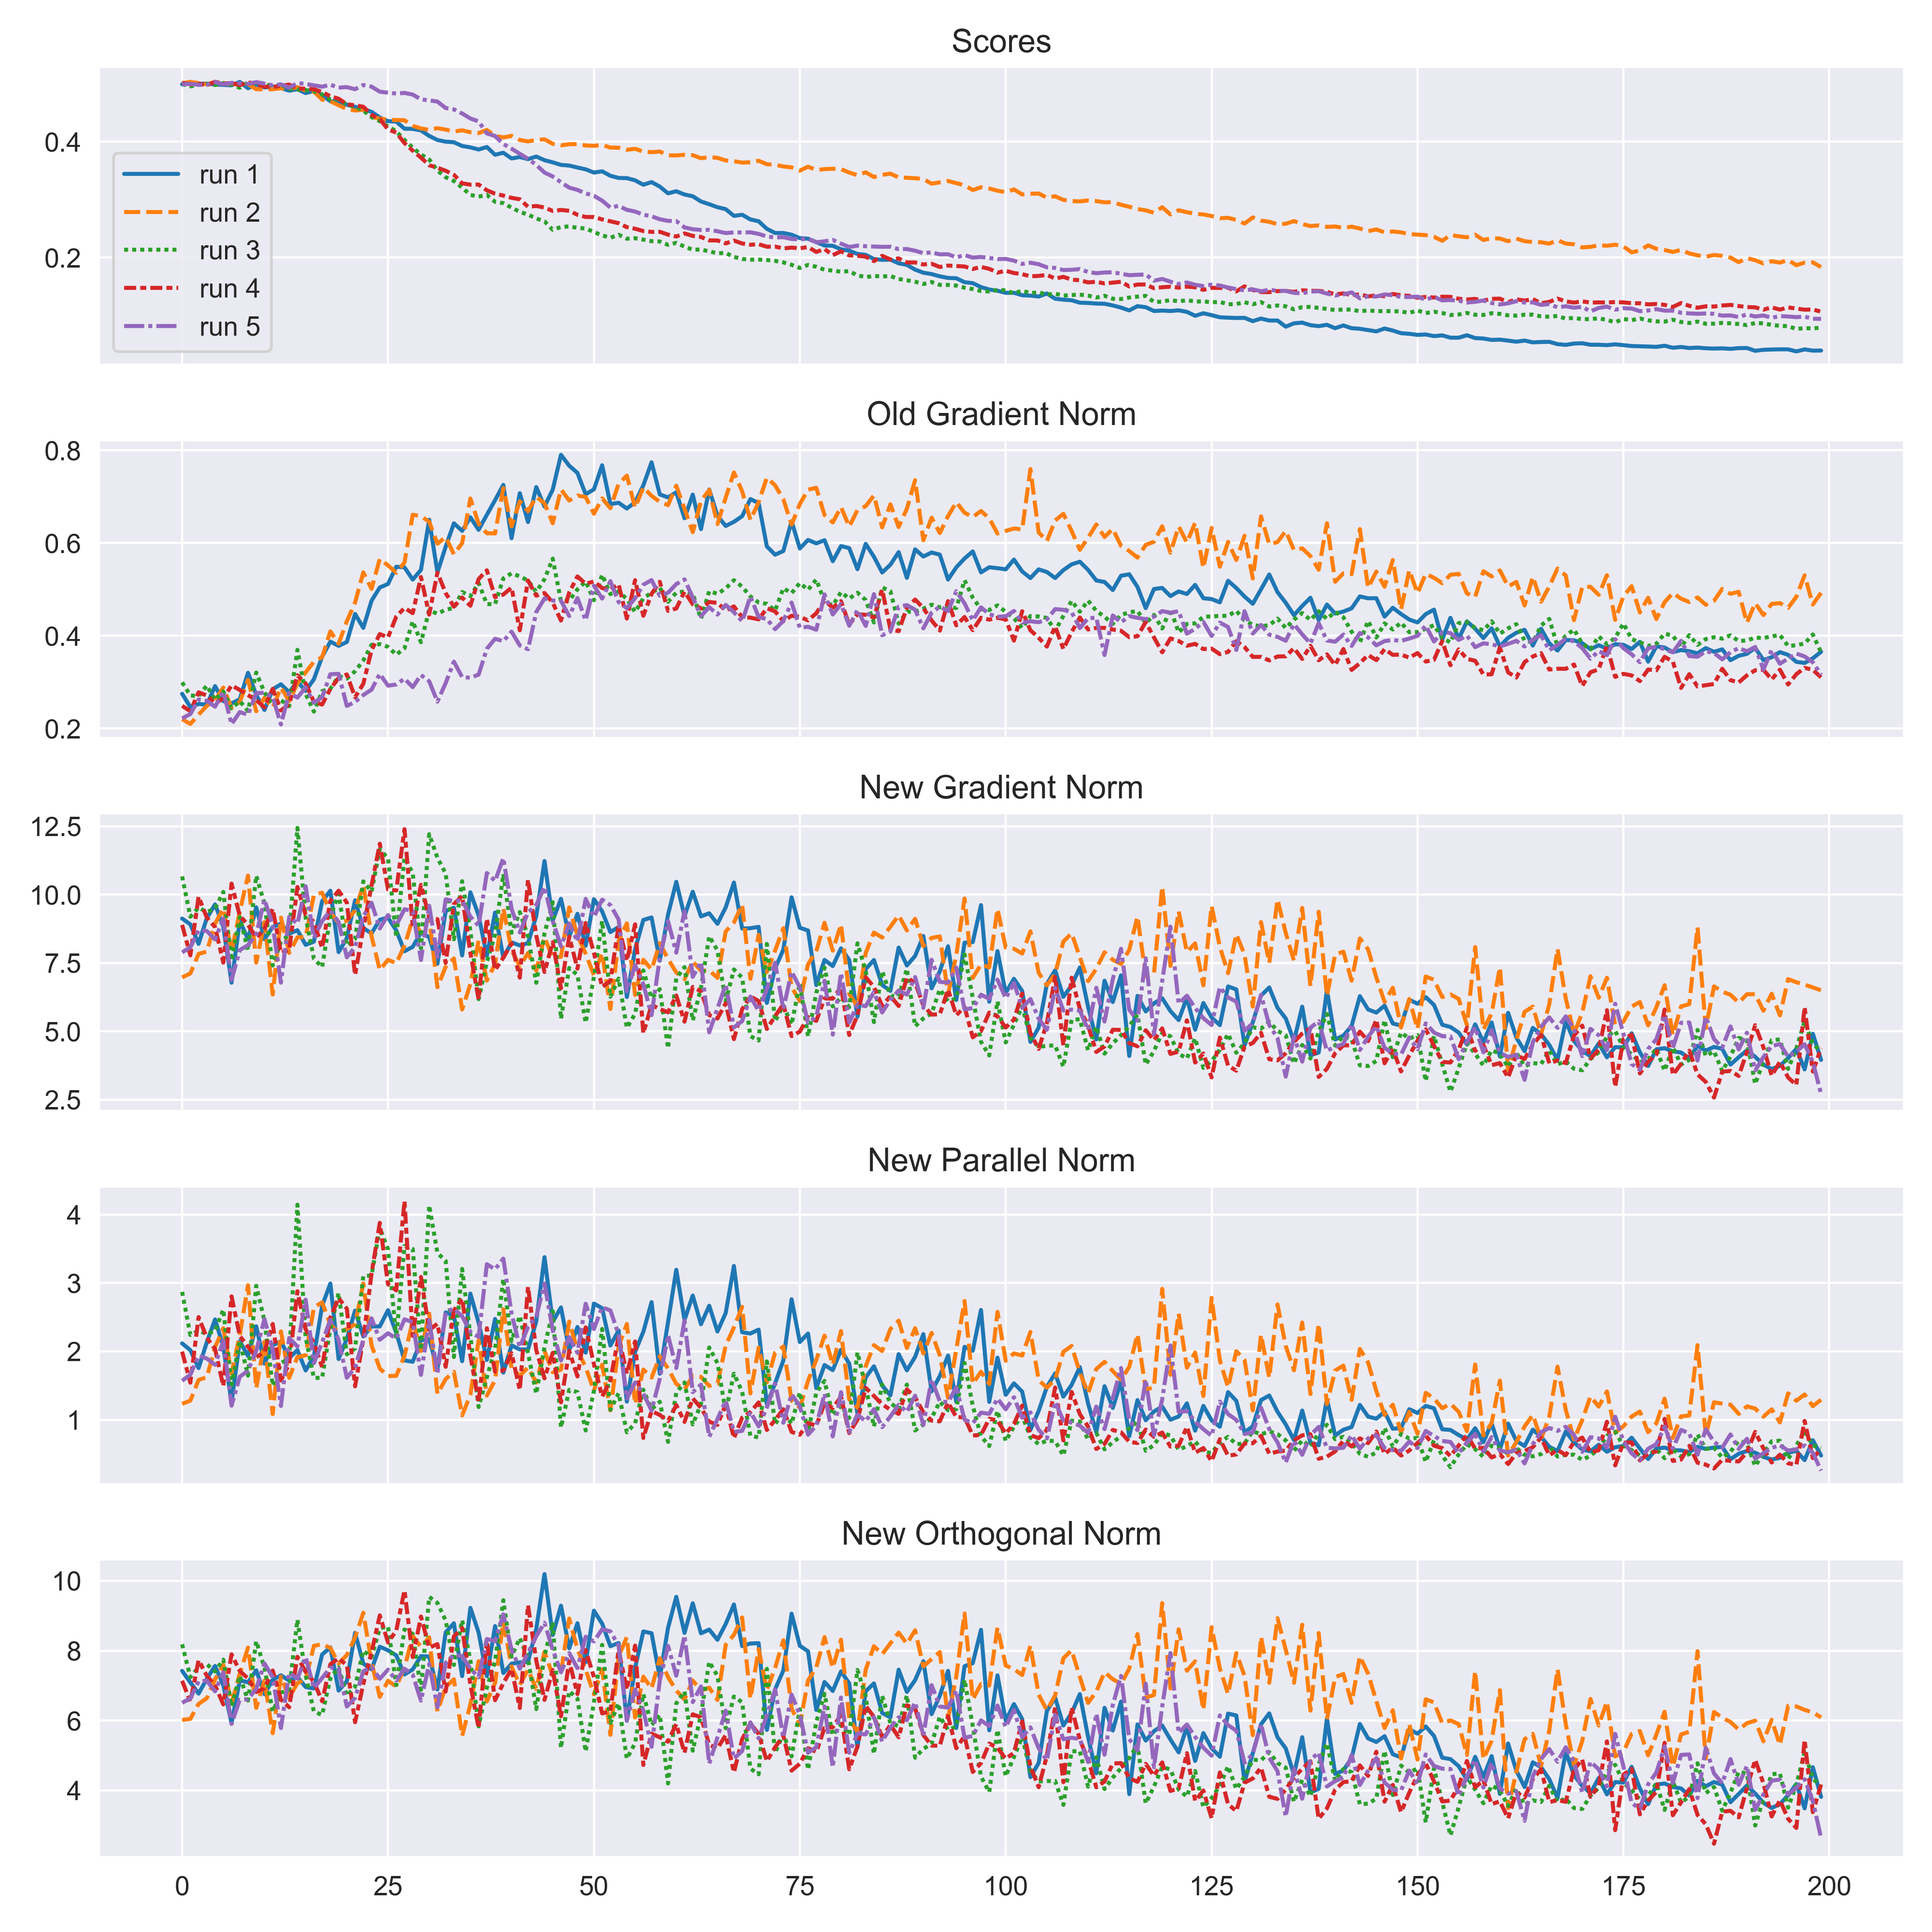 Scores
0.4
0.2
run 1
run 2
run 3
run 4
run 5
Old Gradient Norm
0.8
0.6
0.4
0.2
New Gradient Norm
12.5
10.0
7.5
5.0
2.5
New Parallel Norm
4
3
2
1
New Orthogonal Norm
10
8
6
4
0 25 50 75 100 125 150 175 200